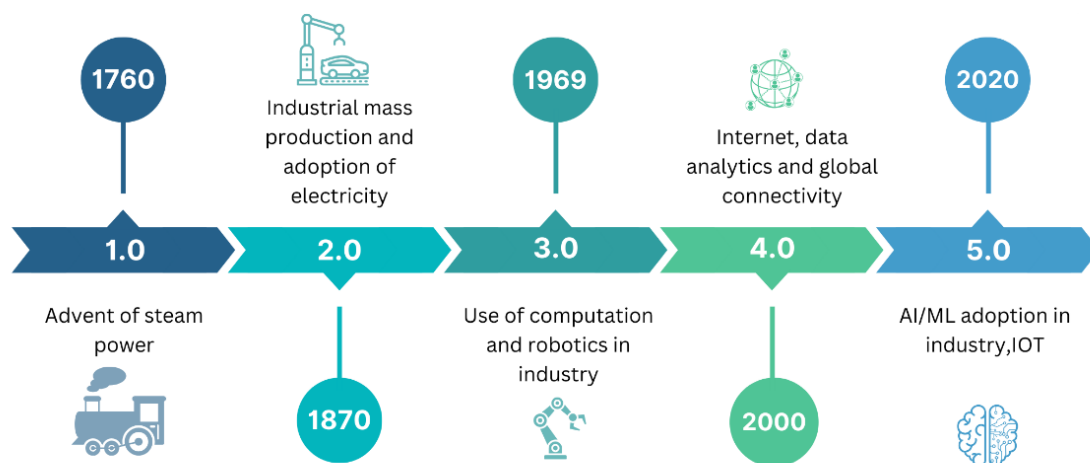 1760
Industrial mass
production and
adoption of
electricity
1969
Internet, data
analytics and global
connectivity
2020
1.0
2.0
3.0
4.0
5.0
Advent of steam
power
1870
Use of computation
and robotics in
industry
2000
AI/ML adoption in
industry,IOT